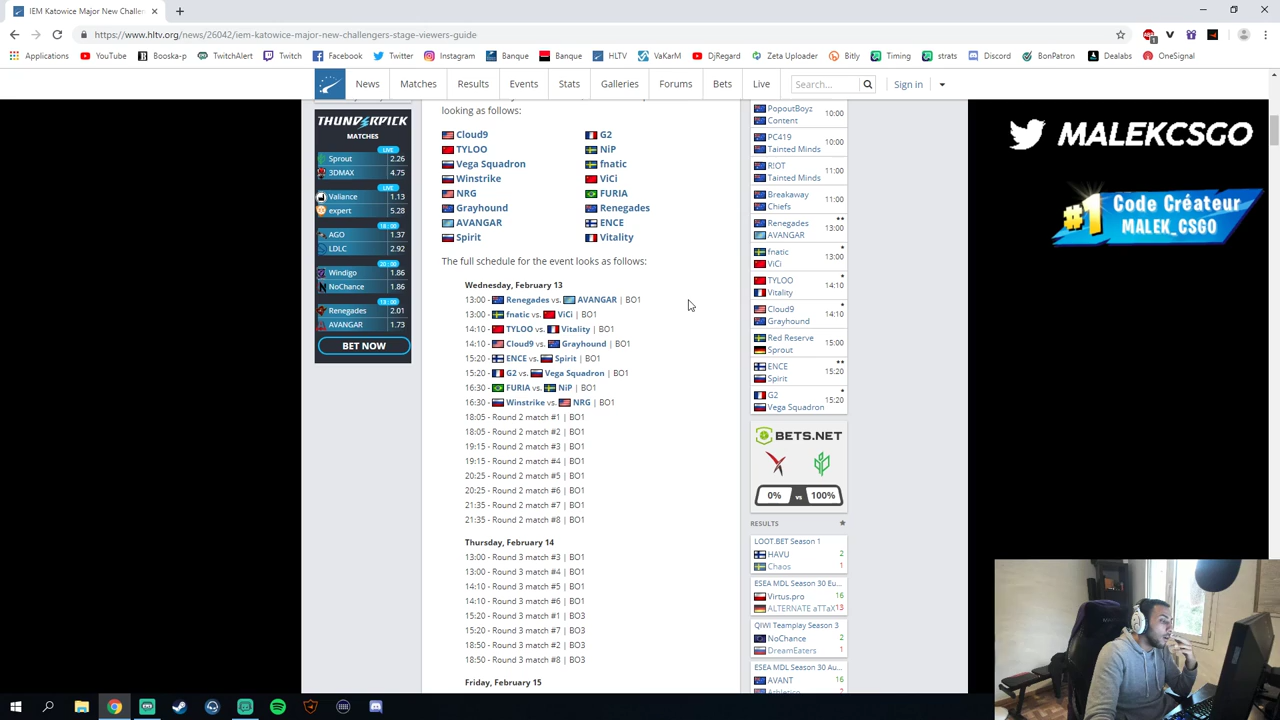 IEM Katowice Major New Challen
https://www.hltv.org/news/26042/iem-katowice-major-new-challengers-stage-viewers-guide
Applications YouTube Booska-p TwitchAlert Twitch Facebook Twitter Instagram Banque Banque HLTV VaKarM DjRegard Zeta Uploader Bitly Timing strats Discord BonPatron Dealabs OneSignal
News Matches Results Events Stats Galleries Forums Bets Live Search... Sign in
THUNDERPICK
MATCHES
LIVE
Sprout 2.26
3DMAX 4.75
LIVE
Valiance 1.13
expert 5.28
18:00
AGO 1.37
LDLC 2.92
20:00
Windigo 1.86
NoChance 1.86
13:00
Renegades 2.01
AVANGAR 1.73
BET NOW
looking as follows:
Cloud9 G2
TYLOO NiP
Vega Squadron fnatic
Winstrike ViCi
NRG FURIA
Grayhound Renegades
AVANGAR ENCE
Spirit Vitality
The full schedule for the event looks as follows:
Wednesday, February 13
13:00 - Renegades vs. AVANGAR | BO1
13:00 - fnatic vs. ViCi | BO1
14:10 - TYLOO vs. Vitality | BO1
14:10 - Cloud9 vs. Grayhound | BO1
15:20 - ENCE vs. Spirit | BO1
15:20 - G2 vs. Vega Squadron | BO1
16:30 - FURIA vs. NiP | BO1
16:30 - Winstrike vs. NRG | BO1
18:05 - Round 2 match #1 | BO1
18:05 - Round 2 match #2 | BO1
19:15 - Round 2 match #3 | BO1
19:15 - Round 2 match #4 | BO1
20:25 - Round 2 match #5 | BO1
20:25 - Round 2 match #6 | BO1
21:35 - Round 2 match #7 | BO1
21:35 - Round 2 match #8 | BO1
Thursday, February 14
13:00 - Round 3 match #3 | BO1
13:00 - Round 3 match #4 | BO1
14:10 - Round 3 match #5 | BO1
14:10 - Round 3 match #6 | BO1
15:20 - Round 3 match #1 | BO3
15:20 - Round 3 match #7 | BO3
18:50 - Round 3 match #2 | BO3
18:50 - Round 3 match #8 | BO3
Friday, February 15
PopoutBoyz
Content 10:00
PC419
Tainted Minds 10:00
R!OT
Tainted Minds 11:00
Breakaway
Chiefs 11:00
Renegades
AVANGAR 13:00
fnatic
ViCi 13:00
TYLOO
Vitality 14:10
Cloud9
Grayhound 14:10
Red Reserve
Sprout 15:00
ENCE
Spirit 15:20
G2
Vega Squadron 15:20
BETS.NET
0% vs 100%
RESULTS
LOOT.BET Season 1
HAVU 2
Chaos 1
ESEA MDL Season 30 Eu...
Virtus.pro 16
ALTERNATE aTTaX 13
QIWI Teamplay Season 3
NoChance 2
DreamEaters 1
ESEA MDL Season 30 Au...
AVANT 16
MALEKCSGO
#1 Code Créateur
MALEK_CSGO